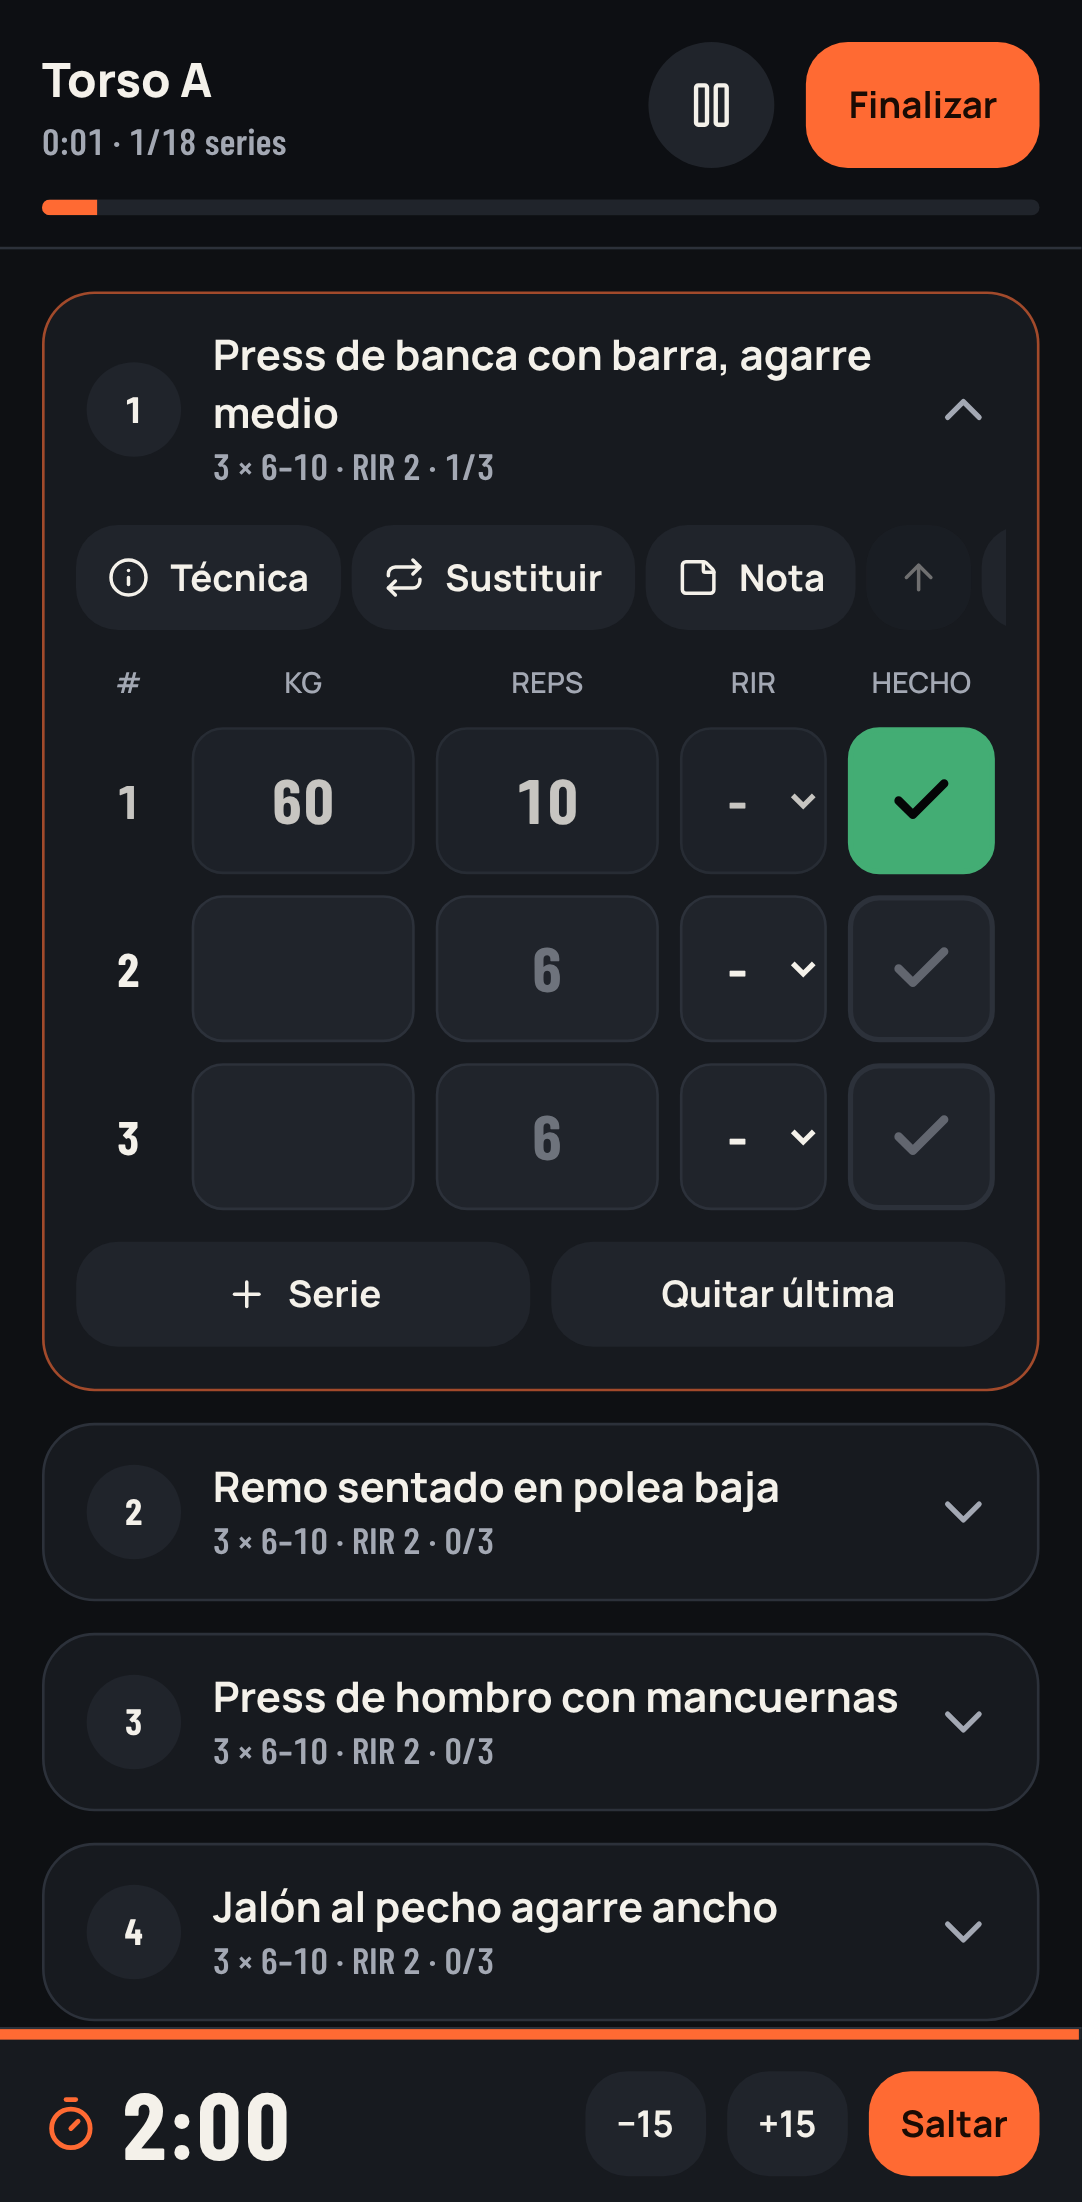 Torso A
0:01 · 1/18 series
Finalizar
1
Press de banca con barra, agarre
medio
3 × 6–10 · RIR 2 · 1/3
Técnica
Sustituir
Nota
# KG REPS RIR HECHO
1 60 10 -
2 6 -
3 6 -
+ Serie
Quitar última
2
Remo sentado en polea baja
3 × 6–10 · RIR 2 · 0/3
3
Press de hombro con mancuernas
3 × 6–10 · RIR 2 · 0/3
4
Jalón al pecho agarre ancho
3 × 6–10 · RIR 2 · 0/3
2:00
−15
+15
Saltar